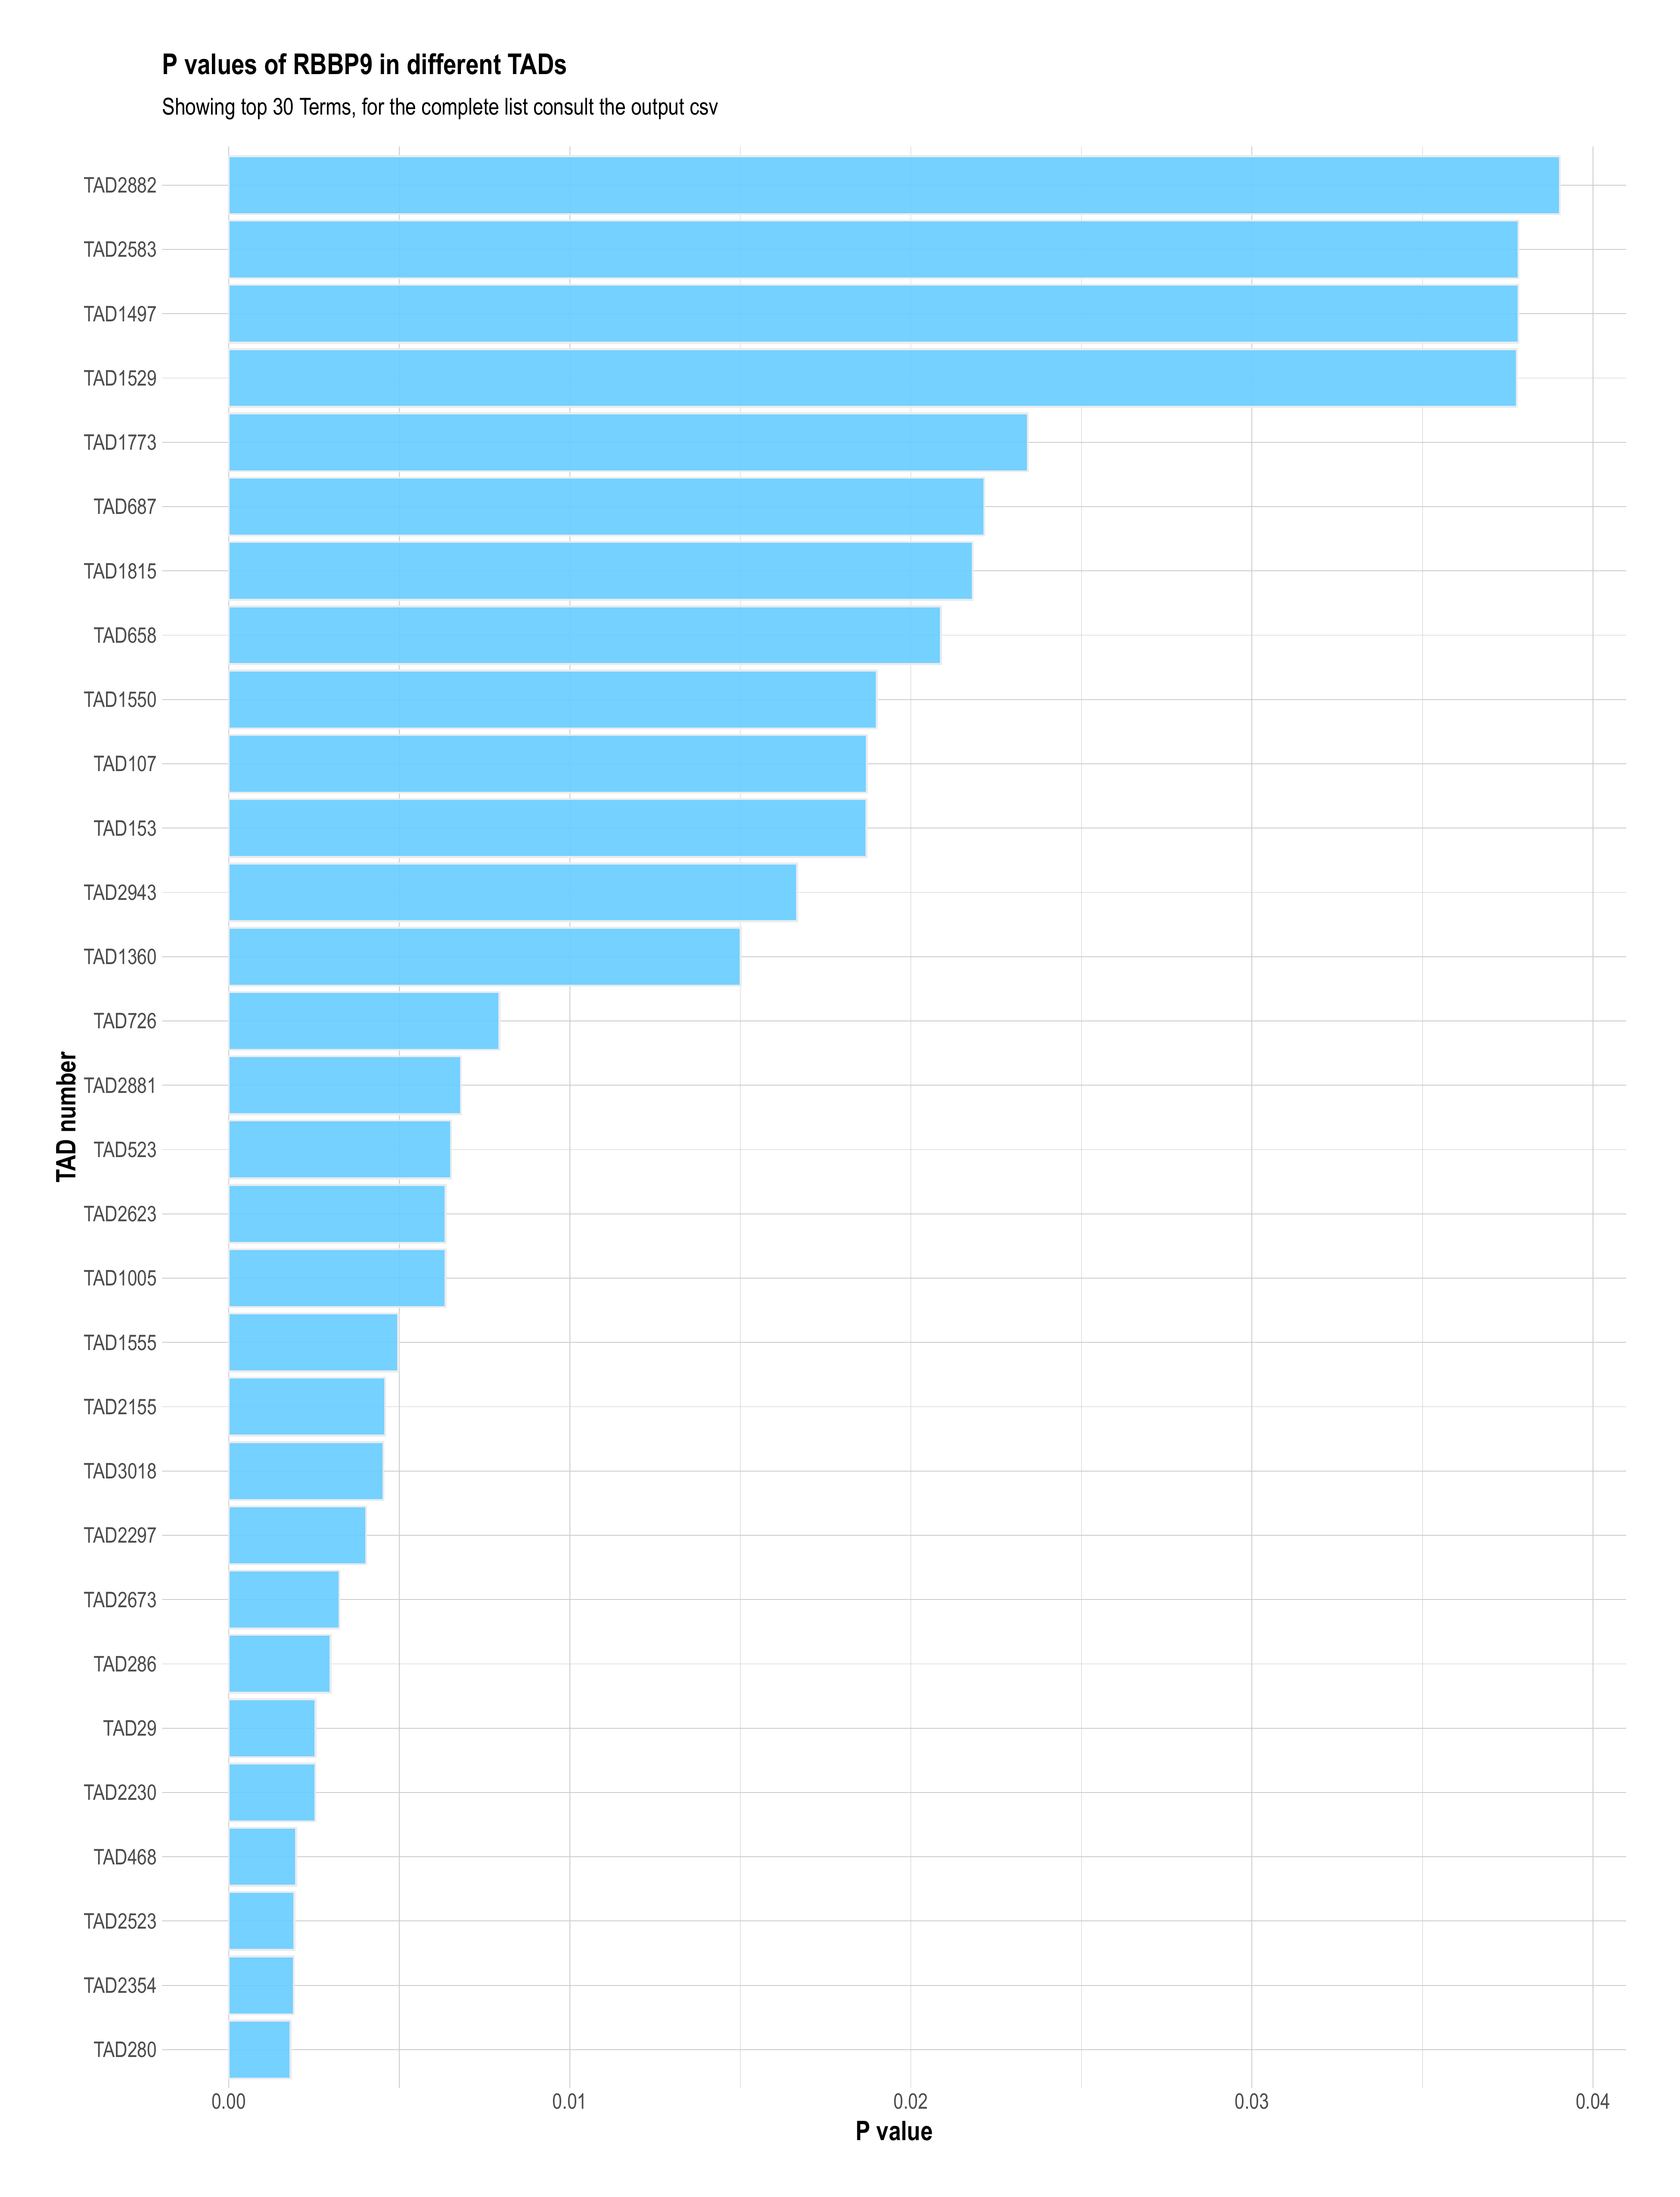 P values of RBBP9 in different TADs
Showing top 30 Terms, for the complete list consult the output csv
TAD number
TAD2882
TAD2583
TAD1497
TAD1529
TAD1773
TAD687
TAD1815
TAD658
TAD1550
TAD107
TAD153
TAD2943
TAD1360
TAD726
TAD2881
TAD523
TAD2623
TAD1005
TAD1555
TAD2155
TAD3018
TAD2297
TAD2673
TAD286
TAD29
TAD2230
TAD468
TAD2523
TAD2354
TAD280
0.00 0.01 0.02 0.03 0.04
P value